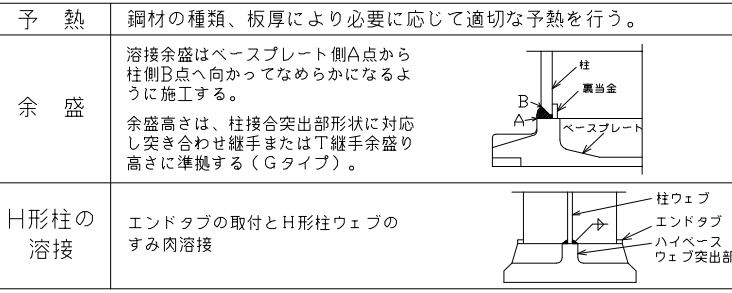 予 熱
鋼材の種類、板厚により必要に応じて適切な予熱を行う。
余 盛
溶接余盛はベースプレート側A点から
柱側B点へ向かってなめらかになるよ
うに施工する。
余盛高さは、柱接合突出部形状に対応
し突き合わせ継手またはT継手余盛り
高さに準拠する（Gタイプ）。
柱
裏当金
B
A
ベースプレート
H形柱の
溶接
エンドタブの取付とH形柱ウェブの
すみ肉溶接
柱ウェブ
エンドタブ
ハイベース
ウェブ突出部